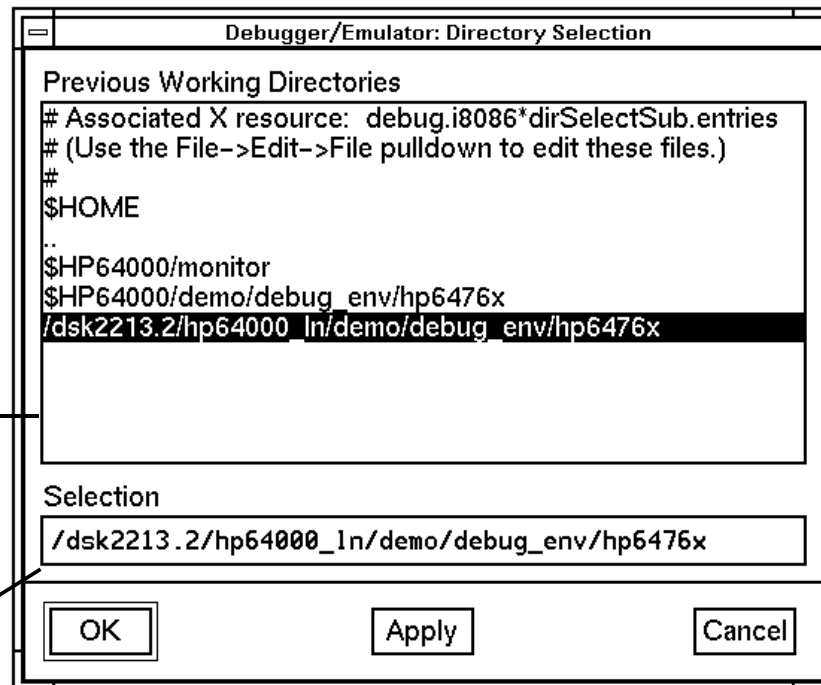 Debugger/Emulator: Directory Selection
Previous Working Directories
# Associated X resource:  debug.i8086*dirSelectSub.entries
# (Use the File->Edit->File pulldown to edit these files.)
#
$HOME
..
$HP64000/monitor
$HP64000/demo/debug_env/hp6476x
/dsk2213.2/hp64000_ln/demo/debug_env/hp6476x
Selection
/dsk2213.2/hp64000_ln/demo/debug_env/hp6476x
OK Apply Cancel